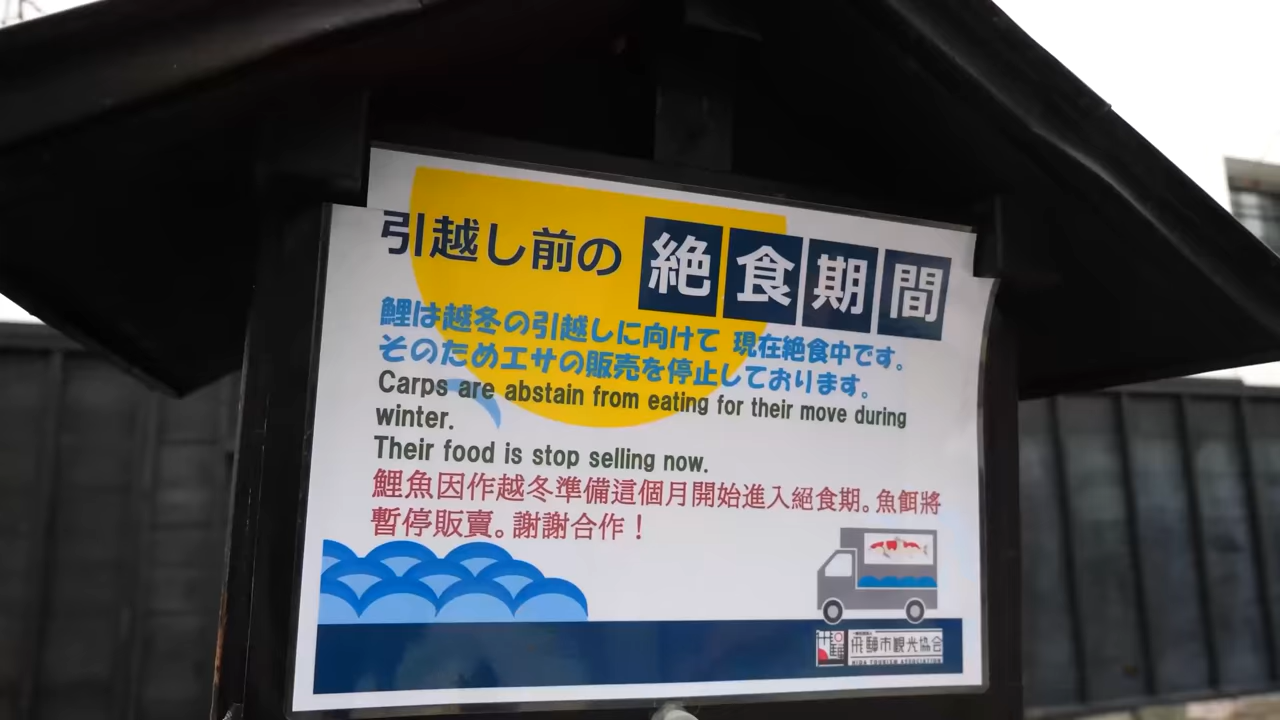 引越し前の 絶食期間
鯉は越冬の引越しに向けて 現在絶食中です。
そのためエサの販売を停止しております。
Carps are abstain from eating for their move during
winter.
Their food is stop selling now.
鯉魚因作越冬準備這個月開始進入絕食期。魚餌將
暫停販賣。謝謝合作！
飛騨市観光協会
HIDA TOURISM ASSOCIATION